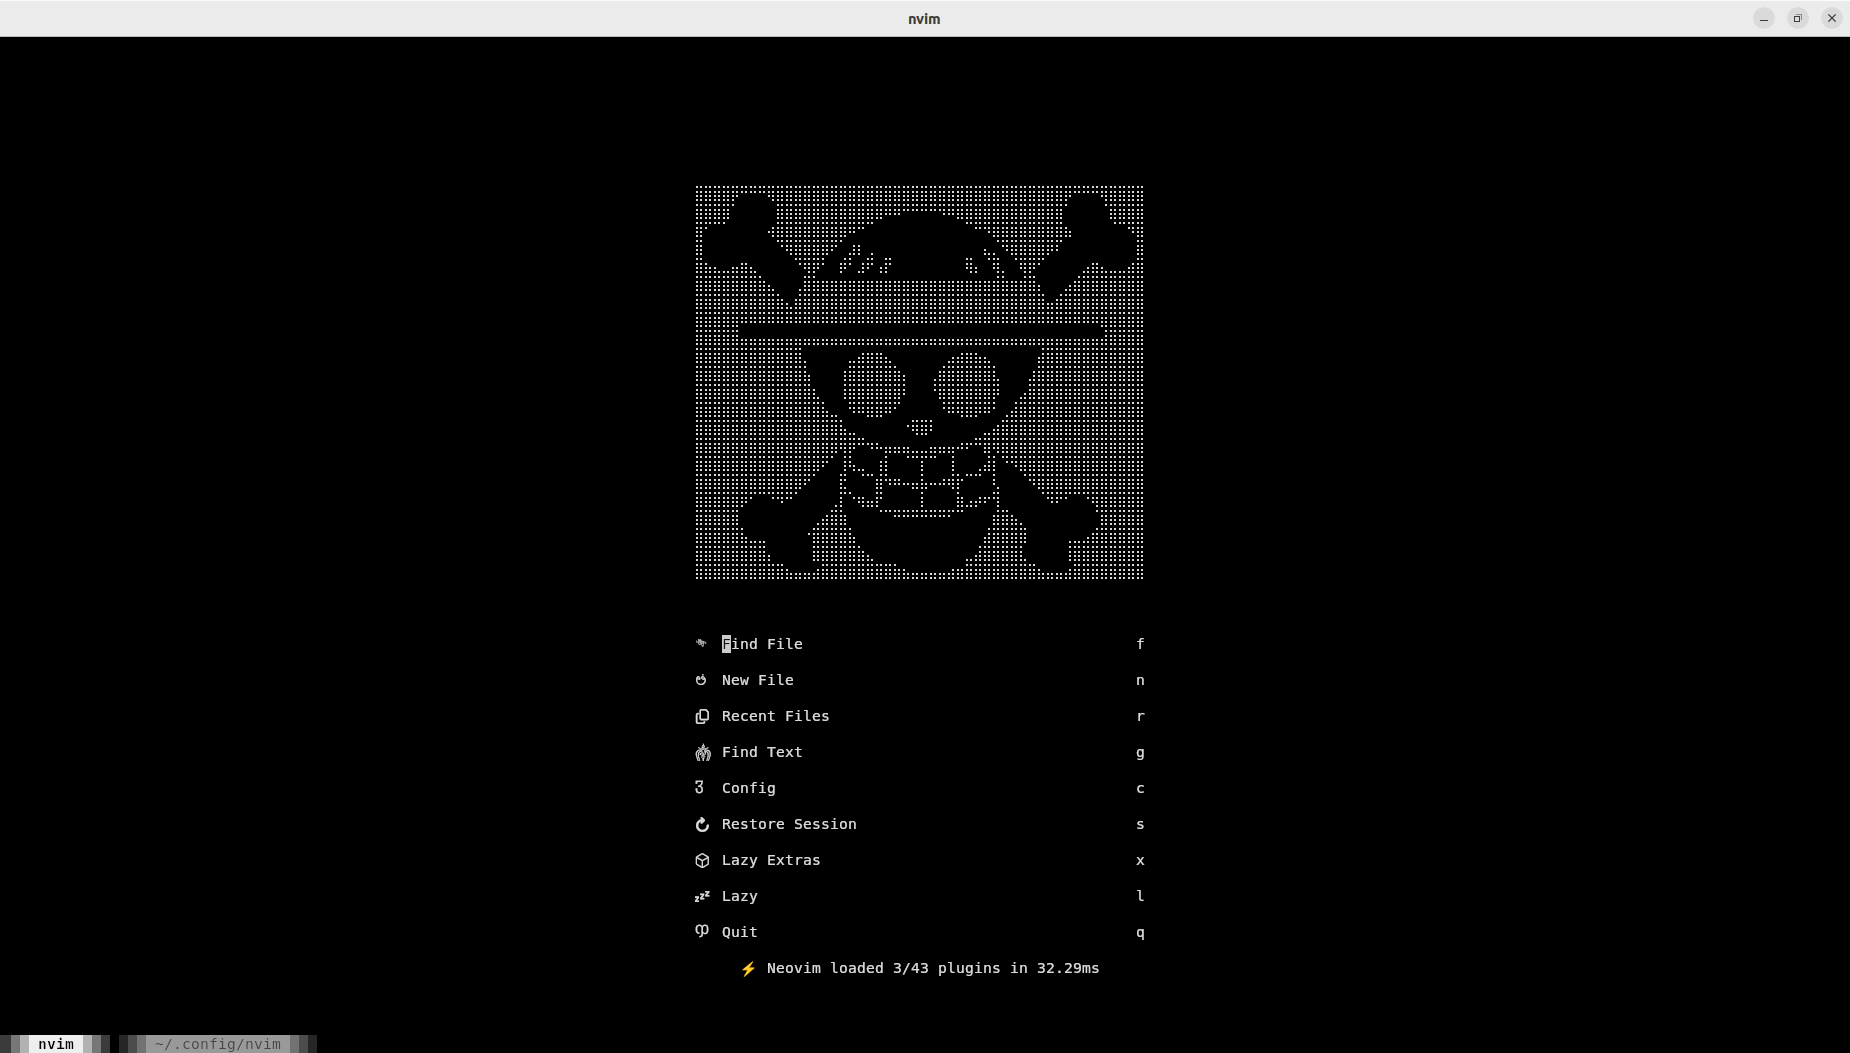 nvim
Find File f
New File n
Recent Files r
Find Text g
Config c
Restore Session s
Lazy Extras x
Lazy l
Quit q
⚡ Neovim loaded 3/43 plugins in 32.29ms
nvim ~/.config/nvim